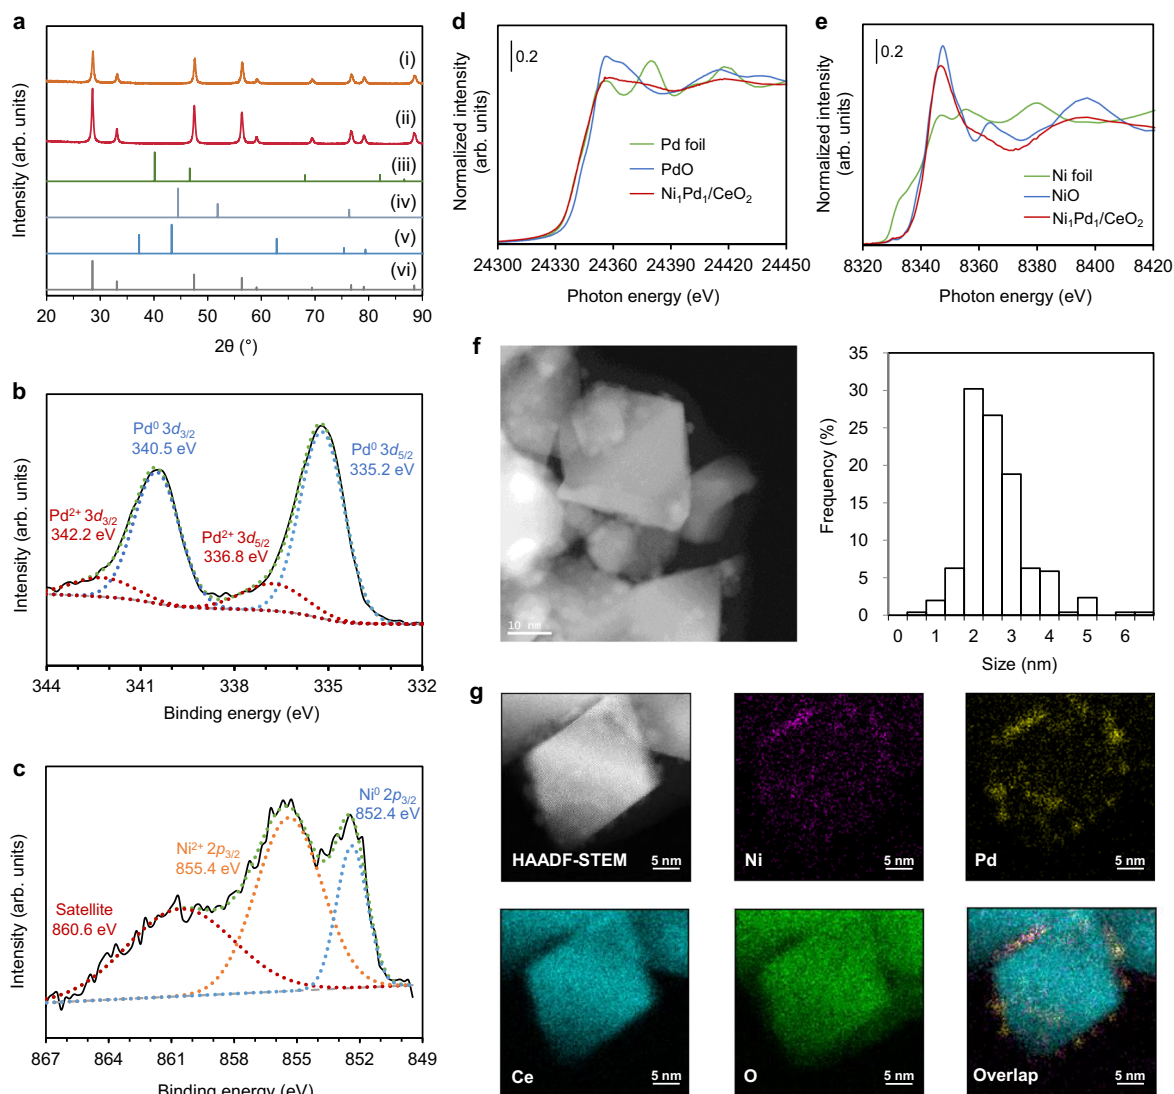 a
Intensity (arb. units)
(i)
(ii)
(iii)
(iv)
(v)
(vi)
20 30 40 50 60 70 80 90
2θ (°)
b
Intensity (arb. units)
Pd⁰ 3d₃/₂
340.5 eV
Pd⁰ 3d₅/₂
335.2 eV
Pd²⁺ 3d₃/₂
342.2 eV
Pd²⁺ 3d₅/₂
336.8 eV
344 341 338 335 332
Binding energy (eV)
c
Intensity (arb. units)
Ni⁰ 2p₃/₂
852.4 eV
Ni²⁺ 2p₃/₂
855.4 eV
Satellite
860.6 eV
867 864 861 858 855 852 849
Binding energy (eV)
d
Normalized intensity
(arb. units)
0.2
Pd foil
PdO
Ni₁Pd₁/CeO₂
24300 24330 24360 24390 24420 24450
Photon energy (eV)
e
Normalized intensity
(arb. units)
0.2
Ni foil
NiO
Ni₁Pd₁/CeO₂
8320 8340 8360 8380 8400 8420
Photon energy (eV)
f
10 nm
Frequency (%)
35
30
25
20
15
10
5
0
0 1 2 3 4 5 6
Size (nm)
g
HAADF-STEM
5 nm
Ni
5 nm
Pd
5 nm
Ce
5 nm
O
5 nm
Overlap
5 nm